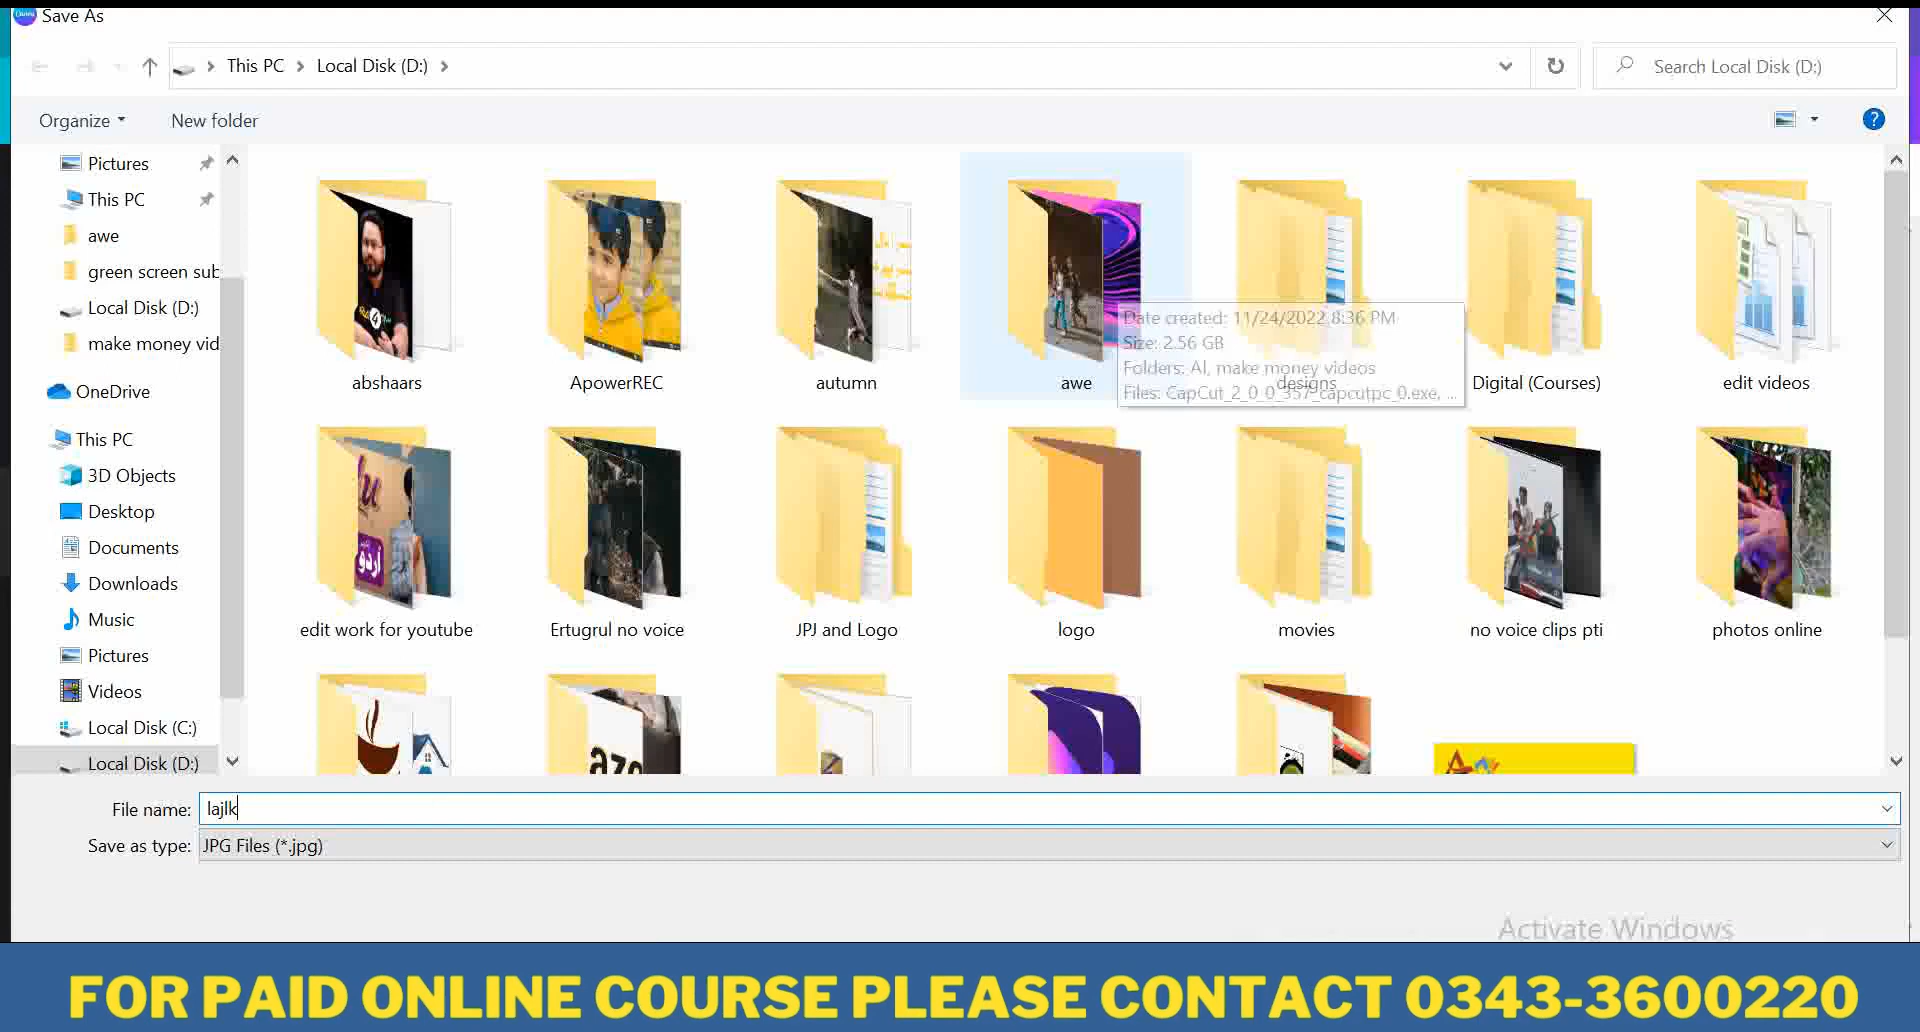 Save As
This PC
Local Disk (D:)
Search Local Disk (D:)
Organize
New folder
Pictures
This PC
awe
green screen sub
Local Disk (D:)
make money vid
OneDrive
This PC
3D Objects
Desktop
Documents
Downloads
Music
Pictures
Videos
Local Disk (C:)
Local Disk (D:)
abshaars
ApowerREC
autumn
awe
designs
Digital (Courses)
edit videos
Date created: 11/24/2022 8:36 PM
Size: 2.56 GB
Folders: AI, make money videos
Files: CapCut_2_0_0_357_capcutpc_0.exe, ...
اردو
edit work for youtube
Ertugrul no voice
JPJ and Logo
logo
movies
no voice clips pti
photos online
File name:
lajlk
Save as type:
JPG Files (*.jpg)
Activate Windows
FOR PAID ONLINE COURSE PLEASE CONTACT 0343-3600220